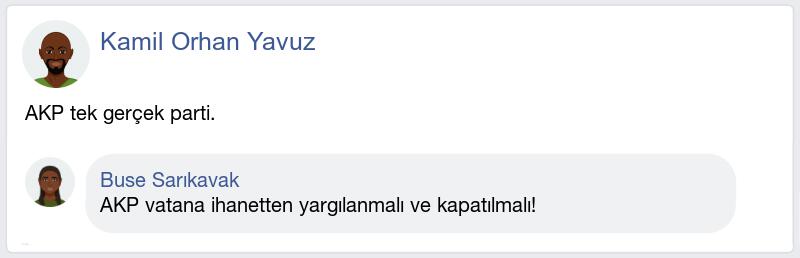 Kamil Orhan Yavuz
AKP tek gerçek parti.
Buse Sarıkavak
AKP vatana ihanetten yargılanmalı ve kapatılmalı!